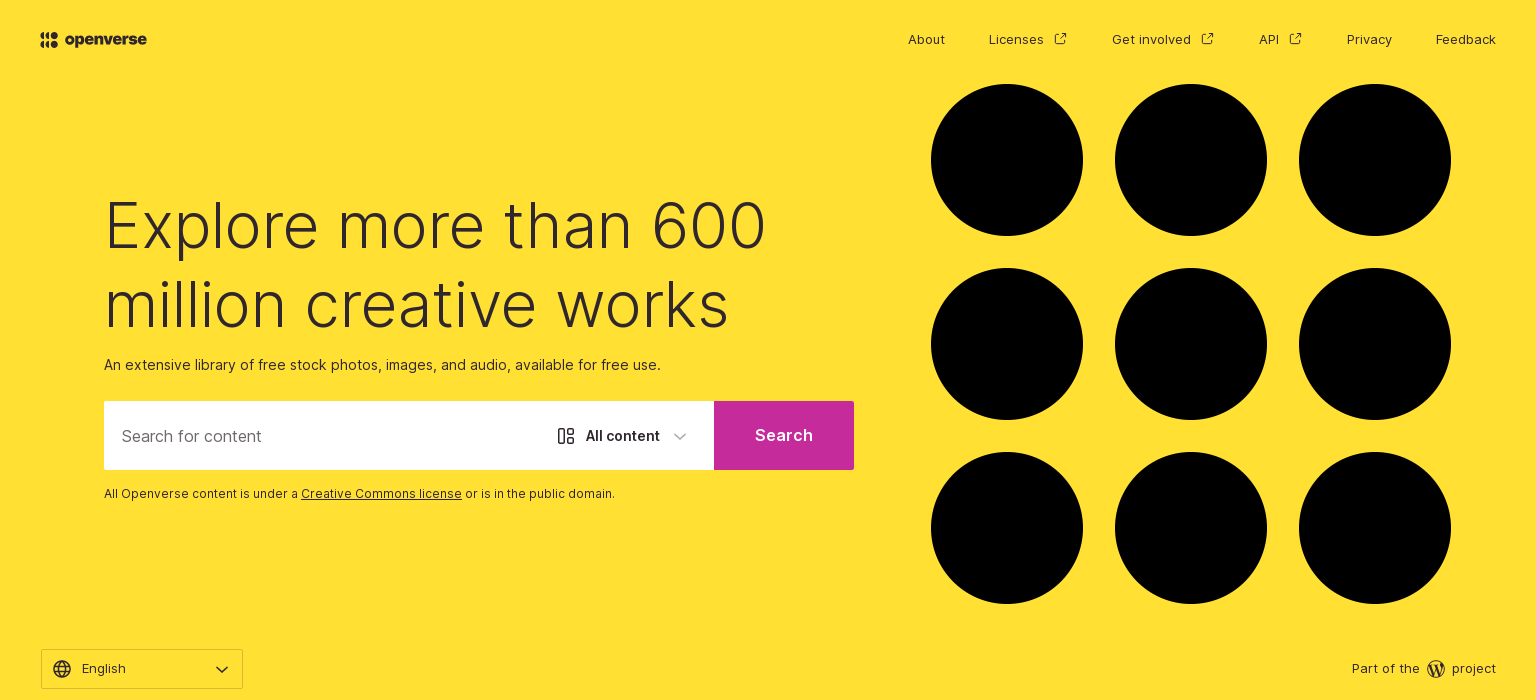 openverse
About
Licenses
Get involved
API
Privacy
Feedback
Explore more than 600
million creative works
An extensive library of free stock photos, images, and audio, available for free use.
Search for content
All content
Search
All Openverse content is under a Creative Commons license or is in the public domain.
English
Part of the W project